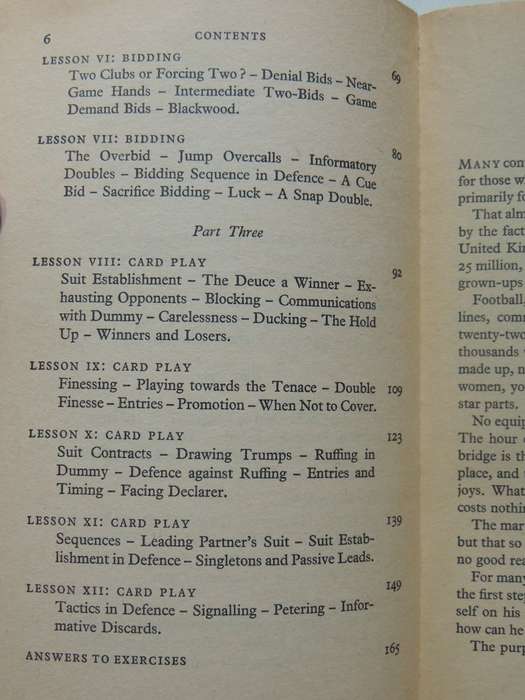 6 CONTENTS
LESSON VI: BIDDING 69
Two Clubs or Forcing Two? – Denial Bids – Near-
Game Hands – Intermediate Two-Bids – Game
Demand Bids – Blackwood.
LESSON VII: BIDDING 80
The Overbid – Jump Overcalls – Informatory
Doubles – Bidding Sequence in Defence – A Cue
Bid – Sacrifice Bidding – Luck – A Snap Double.
Part Three
LESSON VIII: CARD PLAY 92
Suit Establishment – The Deuce a Winner – Ex-
hausting Opponents – Blocking – Communications
with Dummy – Carelessness – Ducking – The Hold
Up – Winners and Losers.
LESSON IX: CARD PLAY 109
Finessing – Playing towards the Tenace – Double
Finesse – Entries – Promotion – When Not to Cover.
LESSON X: CARD PLAY 123
Suit Contracts – Drawing Trumps – Ruffing in
Dummy – Defence against Ruffing – Entries and
Timing – Facing Declarer.
LESSON XI: CARD PLAY 139
Sequences – Leading Partner's Suit – Suit Estab-
lishment in Defence – Singletons and Passive Leads.
LESSON XII: CARD PLAY 149
Tactics in Defence – Signalling – Petering – Infor-
mative Discards.
ANSWERS TO EXERCISES 165
MANY con
for those w
primarily fo
That alm
by the fact
United Kin
25 million,
grown-ups
Football.
lines, com
twenty-two
thousands
made up, n
women, yo
star parts.
No equip
The hour
bridge is th
place, and
joys. What
costs nothin
The mar
but that so
no good rea
For many
the first step
self on his
how can he
The purp